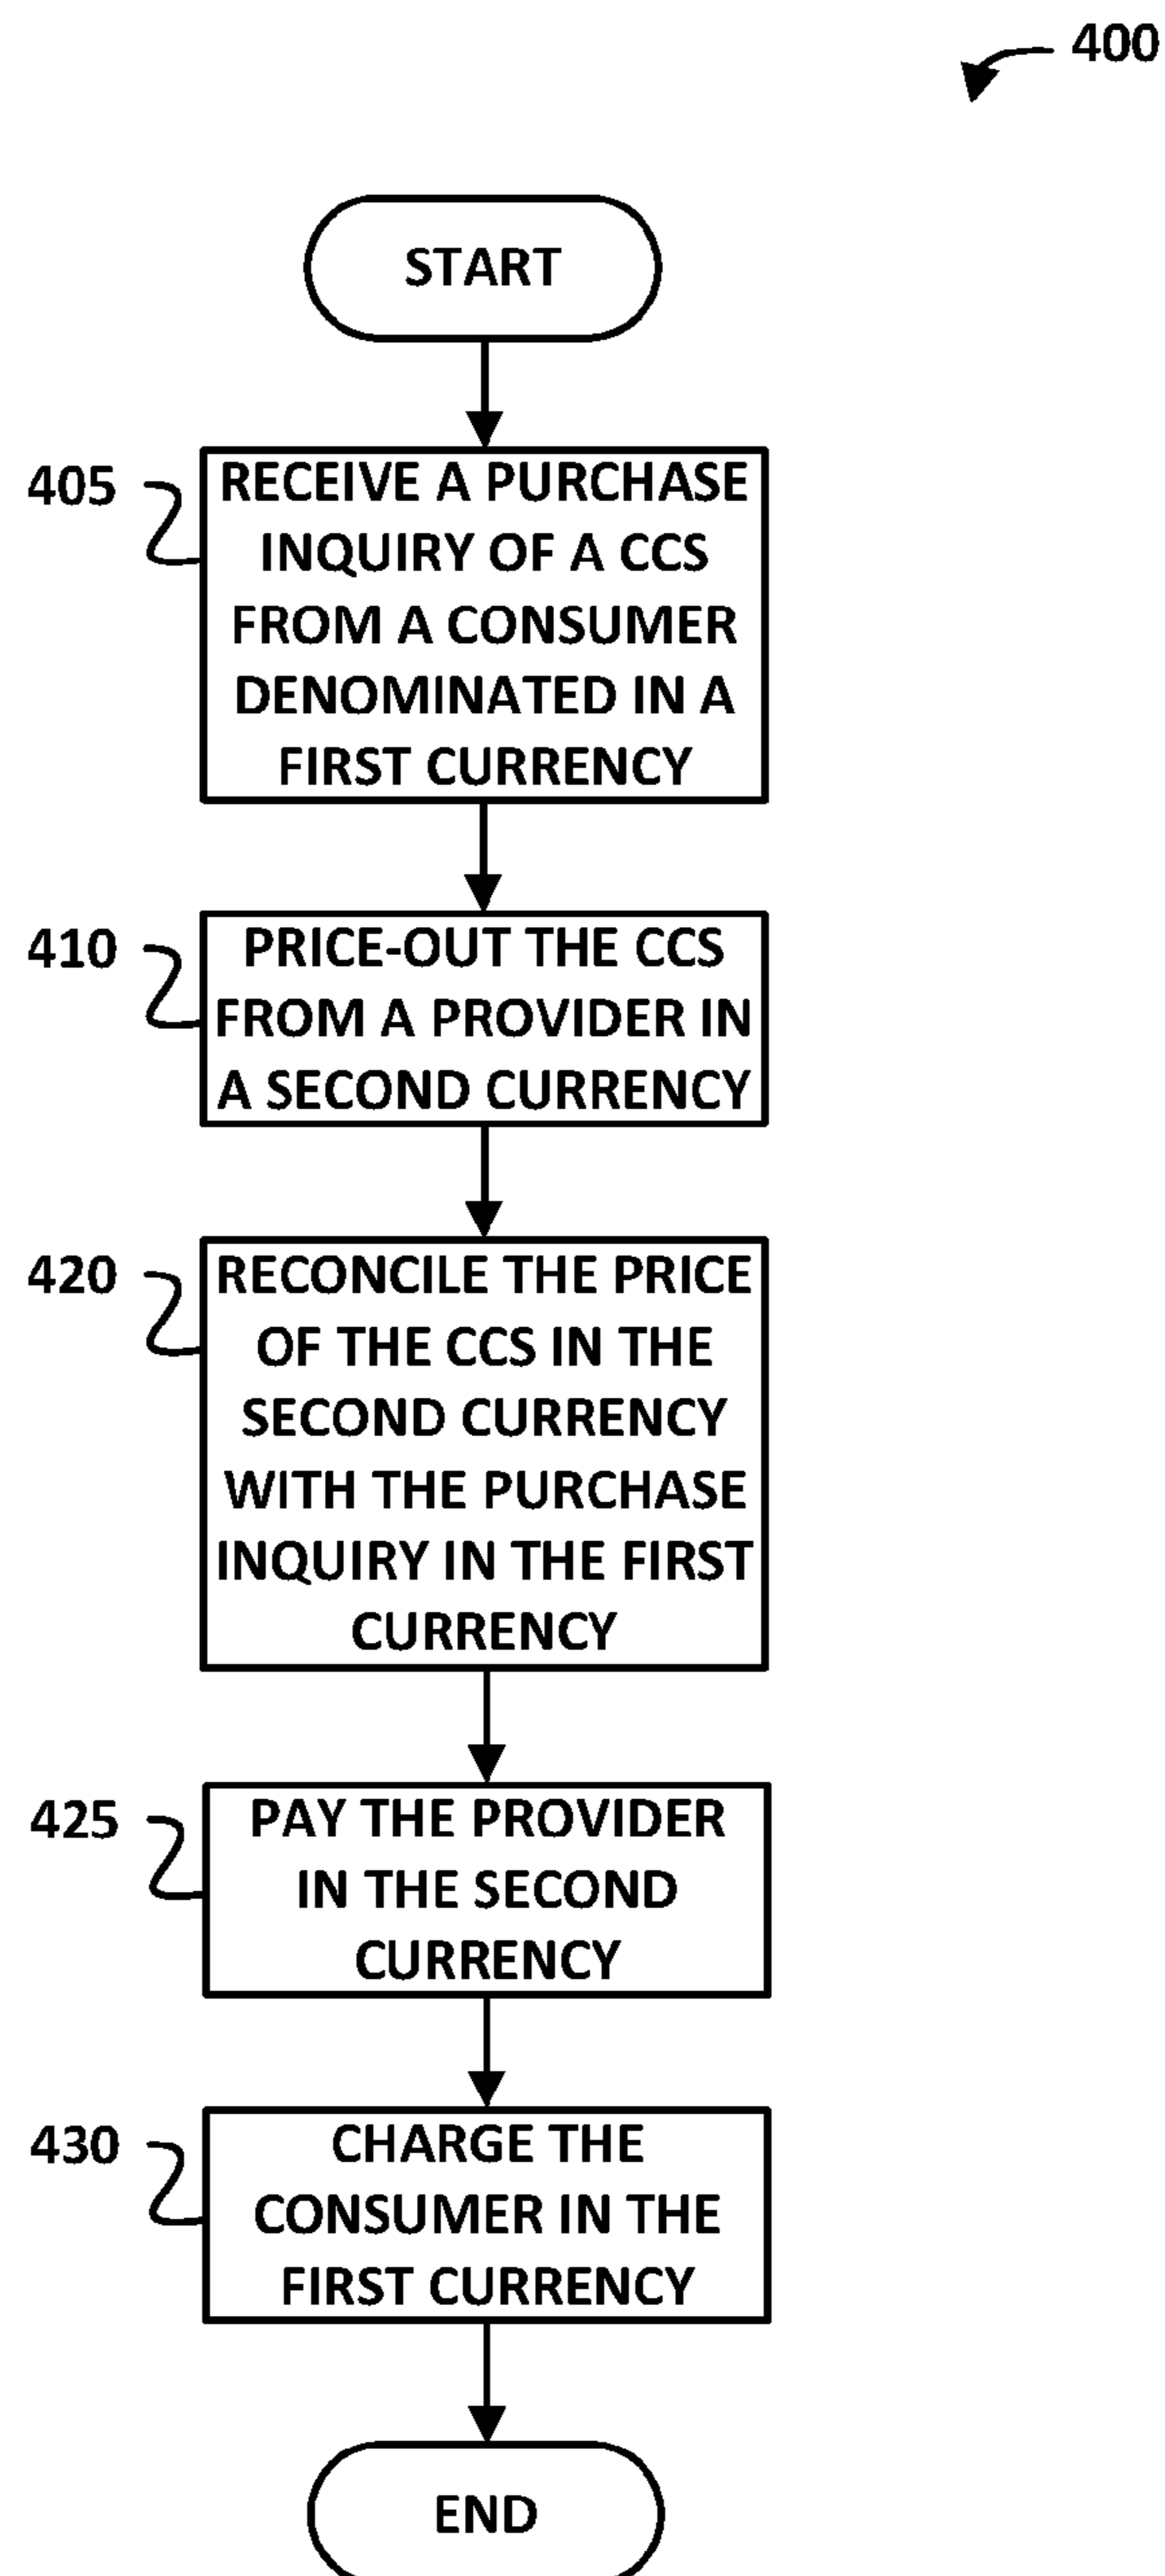 400
START
405
RECEIVE A PURCHASE
INQUIRY OF A CCS
FROM A CONSUMER
DENOMINATED IN A
FIRST CURRENCY
410
PRICE-OUT THE CCS
FROM A PROVIDER IN
A SECOND CURRENCY
420
RECONCILE THE PRICE
OF THE CCS IN THE
SECOND CURRENCY
WITH THE PURCHASE
INQUIRY IN THE FIRST
CURRENCY
425
PAY THE PROVIDER
IN THE SECOND
CURRENCY
430
CHARGE THE
CONSUMER IN THE
FIRST CURRENCY
END